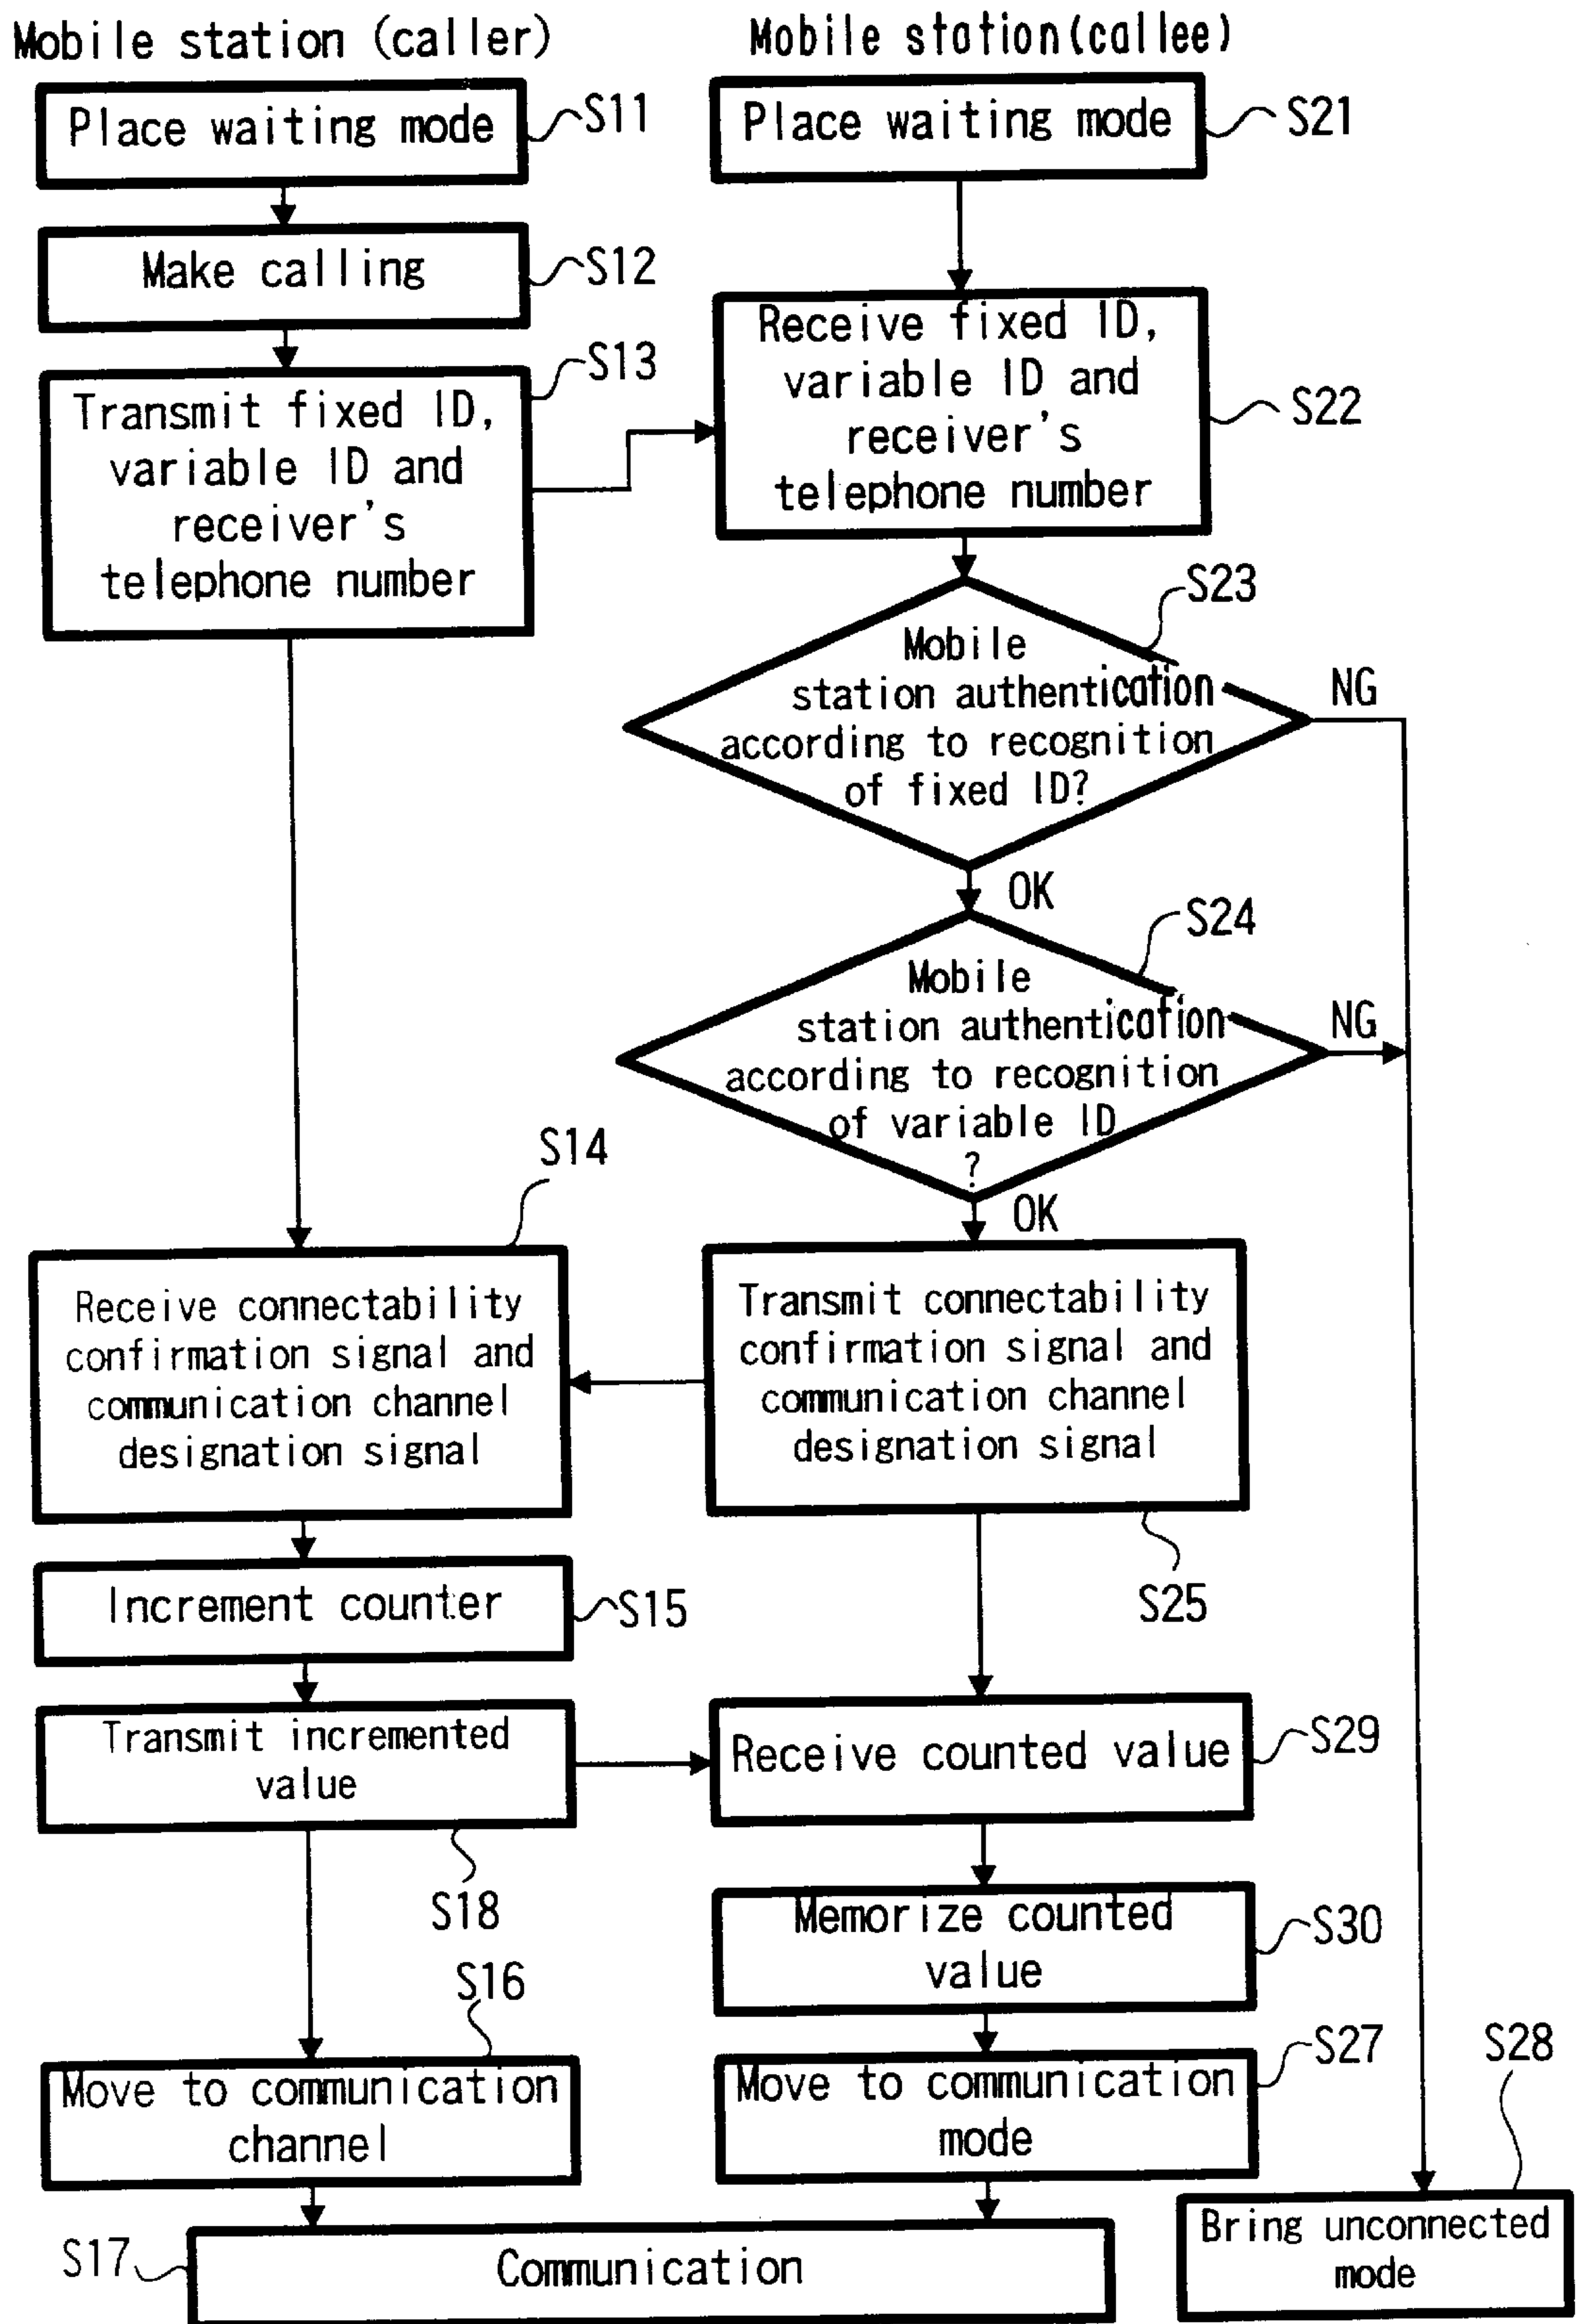 Mobile station (caller)
Mobile station(callee)
Place waiting mode
S11
Place waiting mode
S21
Make calling
S12
Transmit fixed ID,
variable ID and
receiver's
telephone number
S13
Receive fixed ID,
variable ID and
receiver's
telephone number
S22
S23
Mobile
station authentication
according to recognition
of fixed ID?
NG
OK
S24
Mobile
station authentication
according to recognition
of variable ID
?
NG
OK
S14
Receive connectability
confirmation signal and
communication channel
designation signal
Transmit connectability
confirmation signal and
communication channel
designation signal
S25
Increment counter
S15
Transmit incremented
value
S18
Receive counted value
S29
Memorize counted
value
S30
S16
Move to communication
channel
Move to communication
mode
S27
S28
Bring unconnected
mode
S17
Communication